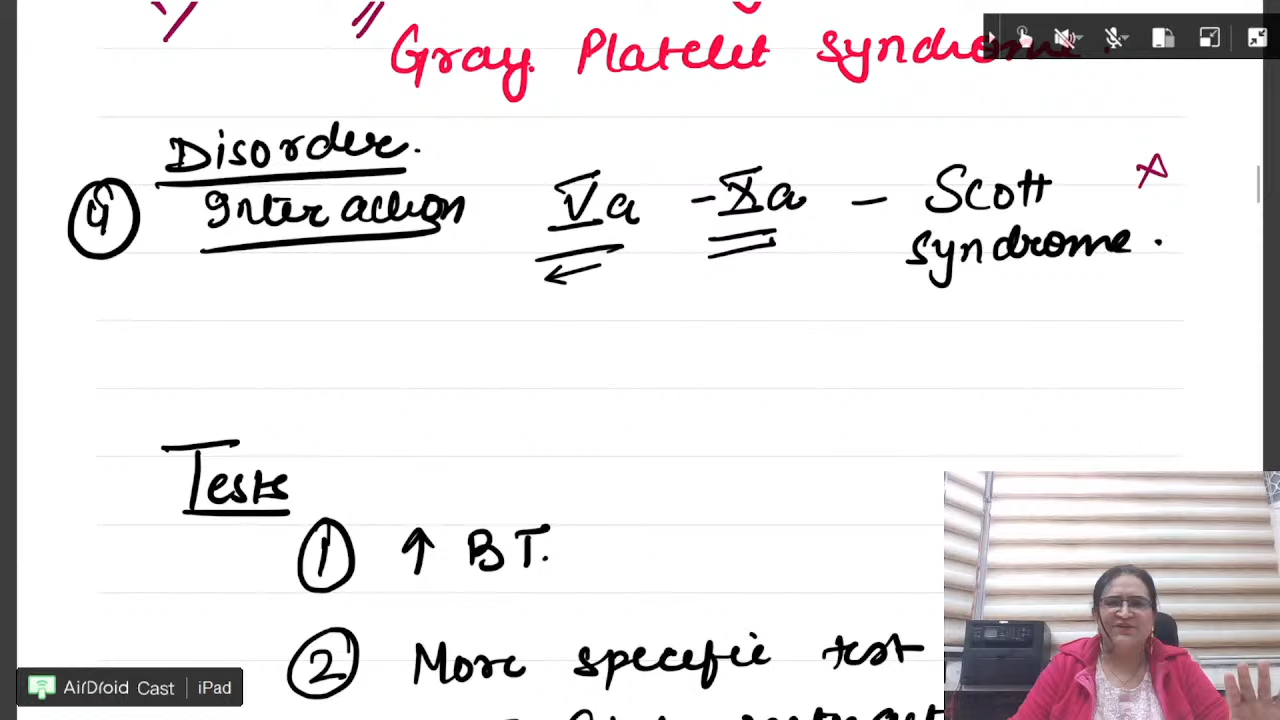 Gray Platelet Syndrome.
Disorder.
④ Interaction Va - Xa - Scott
syndrome.
Tests
① ↑ BT.
② More specific test
AirDroid Cast iPad